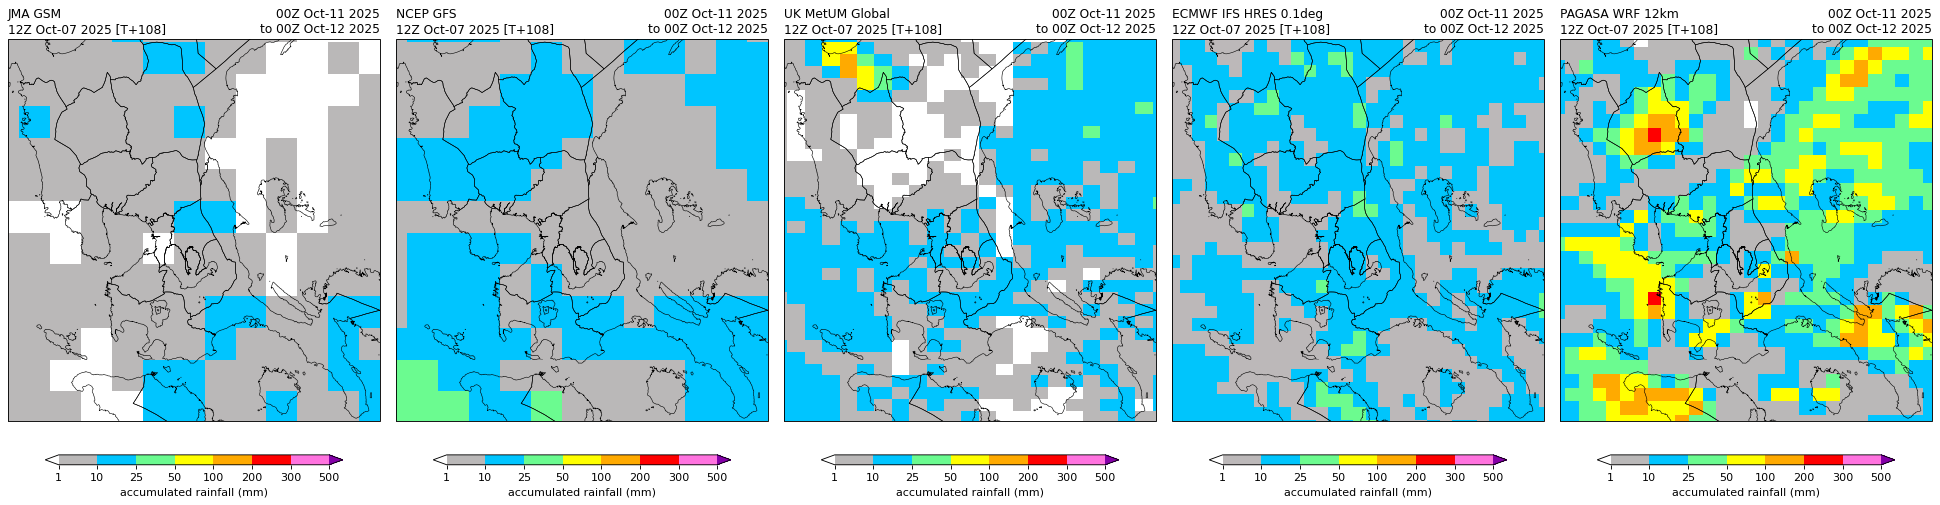 JMA GSM 00Z Oct-11 2025
12Z Oct-07 2025 [T+108] to 00Z Oct-12 2025
NCEP GFS 00Z Oct-11 2025
12Z Oct-07 2025 [T+108] to 00Z Oct-12 2025
UK MetUM Global 00Z Oct-11 2025
12Z Oct-07 2025 [T+108] to 00Z Oct-12 2025
ECMWF IFS HRES 0.1deg 00Z Oct-11 2025
12Z Oct-07 2025 [T+108] to 00Z Oct-12 2025
PAGASA WRF 12km 00Z Oct-11 2025
12Z Oct-07 2025 [T+108] to 00Z Oct-12 2025
1 10 25 50 100 200 300 500
accumulated rainfall (mm)
1 10 25 50 100 200 300 500
accumulated rainfall (mm)
1 10 25 50 100 200 300 500
accumulated rainfall (mm)
1 10 25 50 100 200 300 500
accumulated rainfall (mm)
1 10 25 50 100 200 300 500
accumulated rainfall (mm)